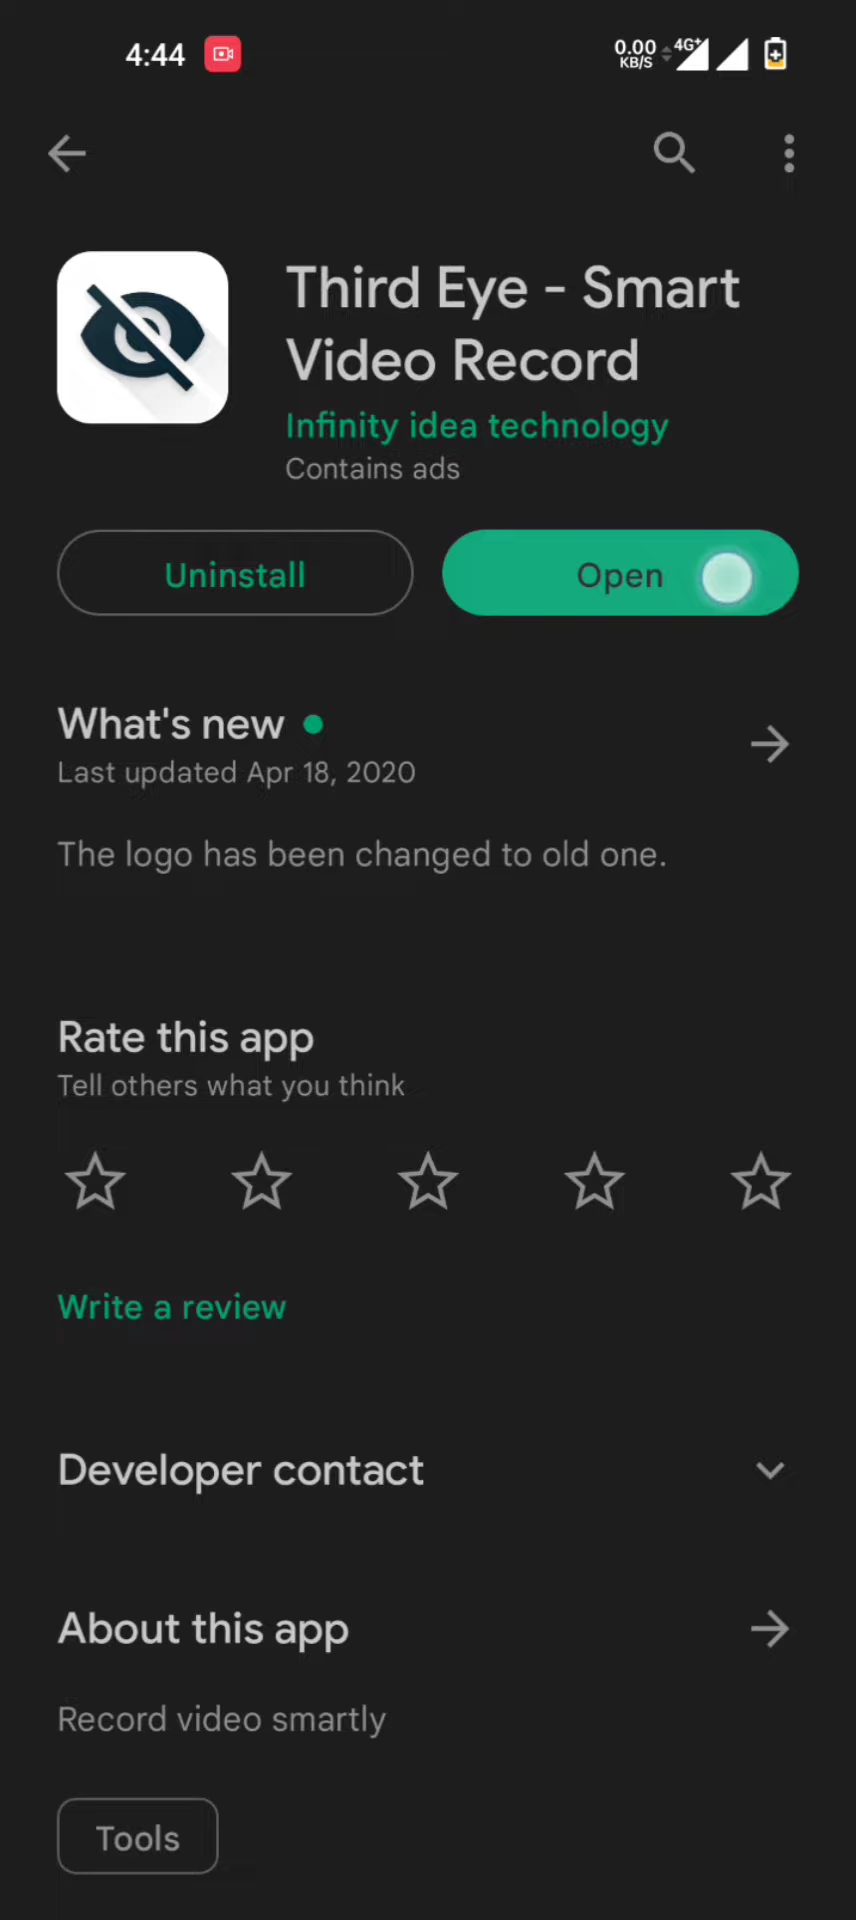 4:44
0.00
KB/S
4G+
Third Eye - Smart
Video Record
Infinity idea technology
Contains ads
Uninstall
Open
What's new
Last updated Apr 18, 2020
The logo has been changed to old one.
Rate this app
Tell others what you think
Write a review
Developer contact
About this app
Record video smartly
Tools